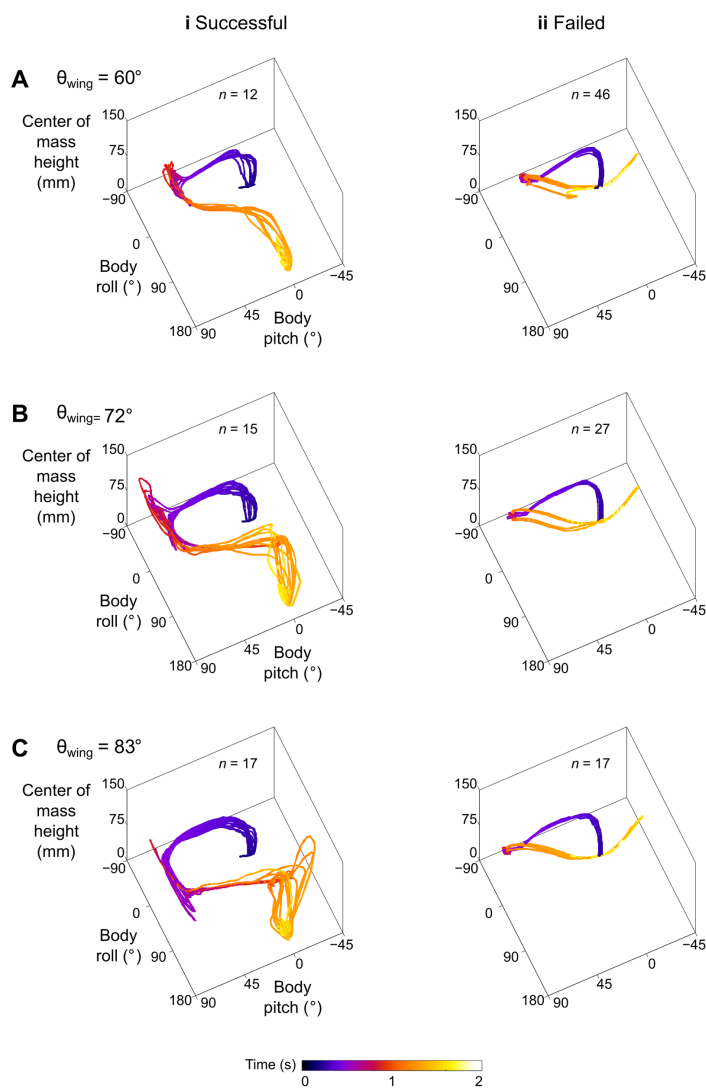 i Successful
ii Failed
A
θwing = 60°
n = 12
n = 46
Center of
mass
height
(mm)
150
75
0
−90
0
90
180
Body
roll (°)
90
45
0
−45
Body
pitch (°)
150
75
0
−90
0
90
180
90
45
0
−45
B
θwing= 72°
n = 15
n = 27
Center of
mass
height
(mm)
150
75
0
−90
0
90
180
Body
roll (°)
90
45
0
−45
Body
pitch (°)
150
75
0
−90
0
90
180
90
45
0
−45
C
θwing = 83°
n = 17
n = 17
Center of
mass
height
(mm)
150
75
0
−90
0
90
180
Body
roll (°)
90
45
0
−45
Body
pitch (°)
150
75
0
−90
0
90
180
90
45
0
−45
Time (s)
0
1
2